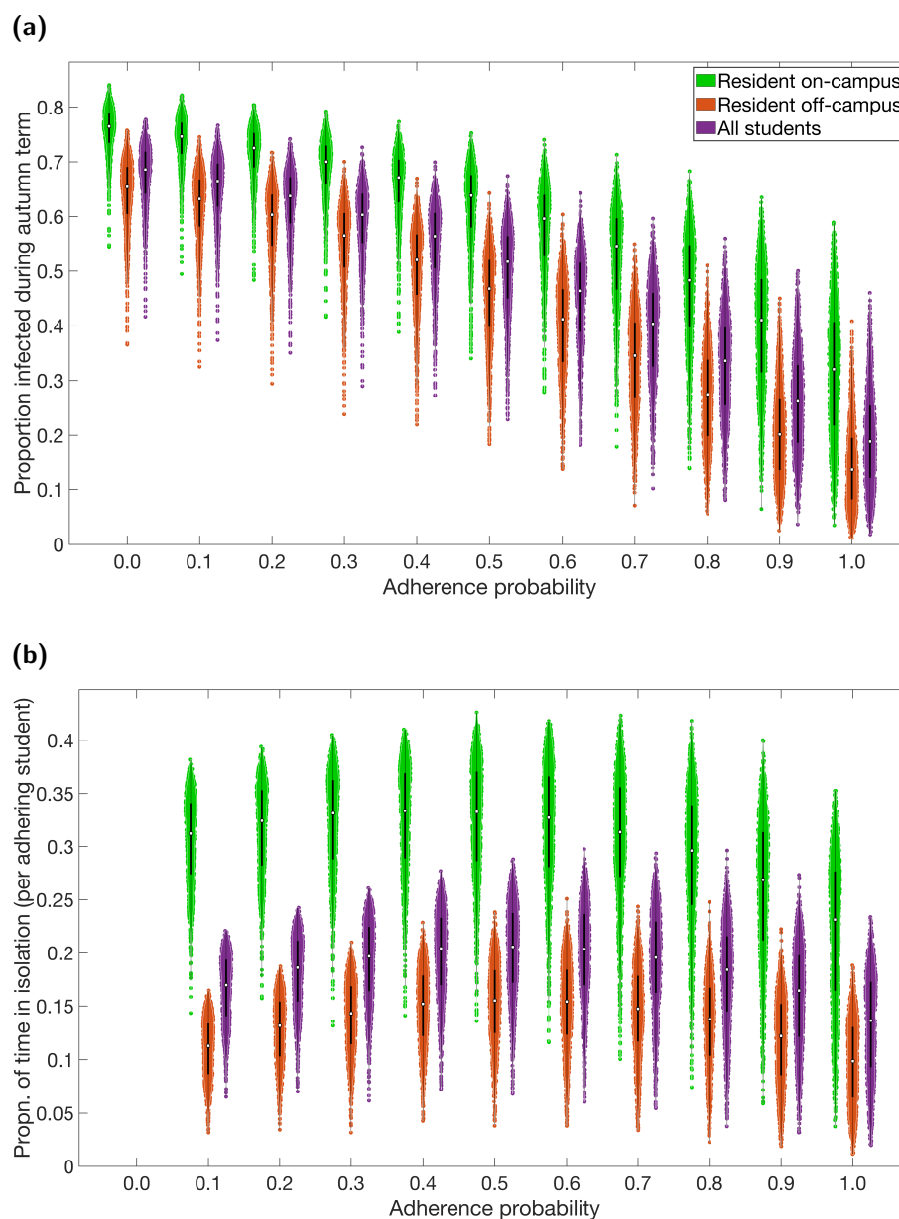 (a)
Resident on-campus
Resident off-campus
All students
Proportion infected during autumn term
0.8
0.7
0.6
0.5
0.4
0.3
0.2
0.1
0
0.0 0.1 0.2 0.3 0.4 0.5 0.6 0.7 0.8 0.9 1.0
Adherence probability
(b)
Propn. of time in isolation (per adhering student)
0.4
0.35
0.3
0.25
0.2
0.15
0.1
0.05
0
0.0 0.1 0.2 0.3 0.4 0.5 0.6 0.7 0.8 0.9 1.0
Adherence probability